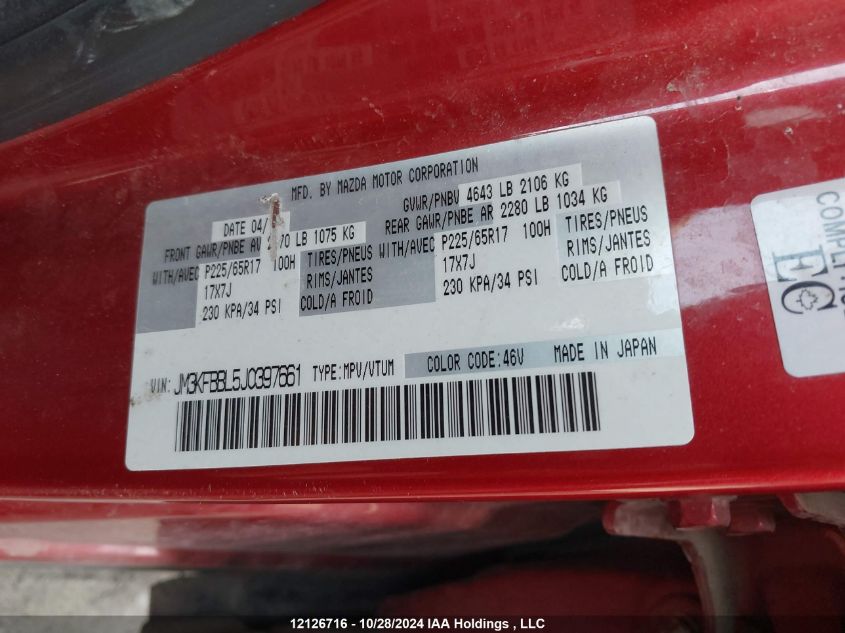 MFD. BY MAZDA MOTOR CORPORATION
DATE 04/
GVWR/PNBV 4643 LB 2106 KG
FRONT GAWR/PNBE AV LB 1075 KG
REAR GAWR/PNBE AR 2280 LB 1034 KG
WITH/AVEC P225/65R17 100H TIRES/PNEUS
17X7J RIMS/JANTES
230 KPA/34 PSI COLD/A FROID
WITH/AVEC P225/65R17 100H TIRES/PNEUS
17X7J RIMS/JANTES
230 KPA/34 PSI COLD/A FROID
VIN: JM3KFBBL5J0397661 TYPE:MPV/VTUM COLOR CODE:46V MADE IN JAPAN
EC
12126716 - 10/28/2024 IAA Holdings , LLC